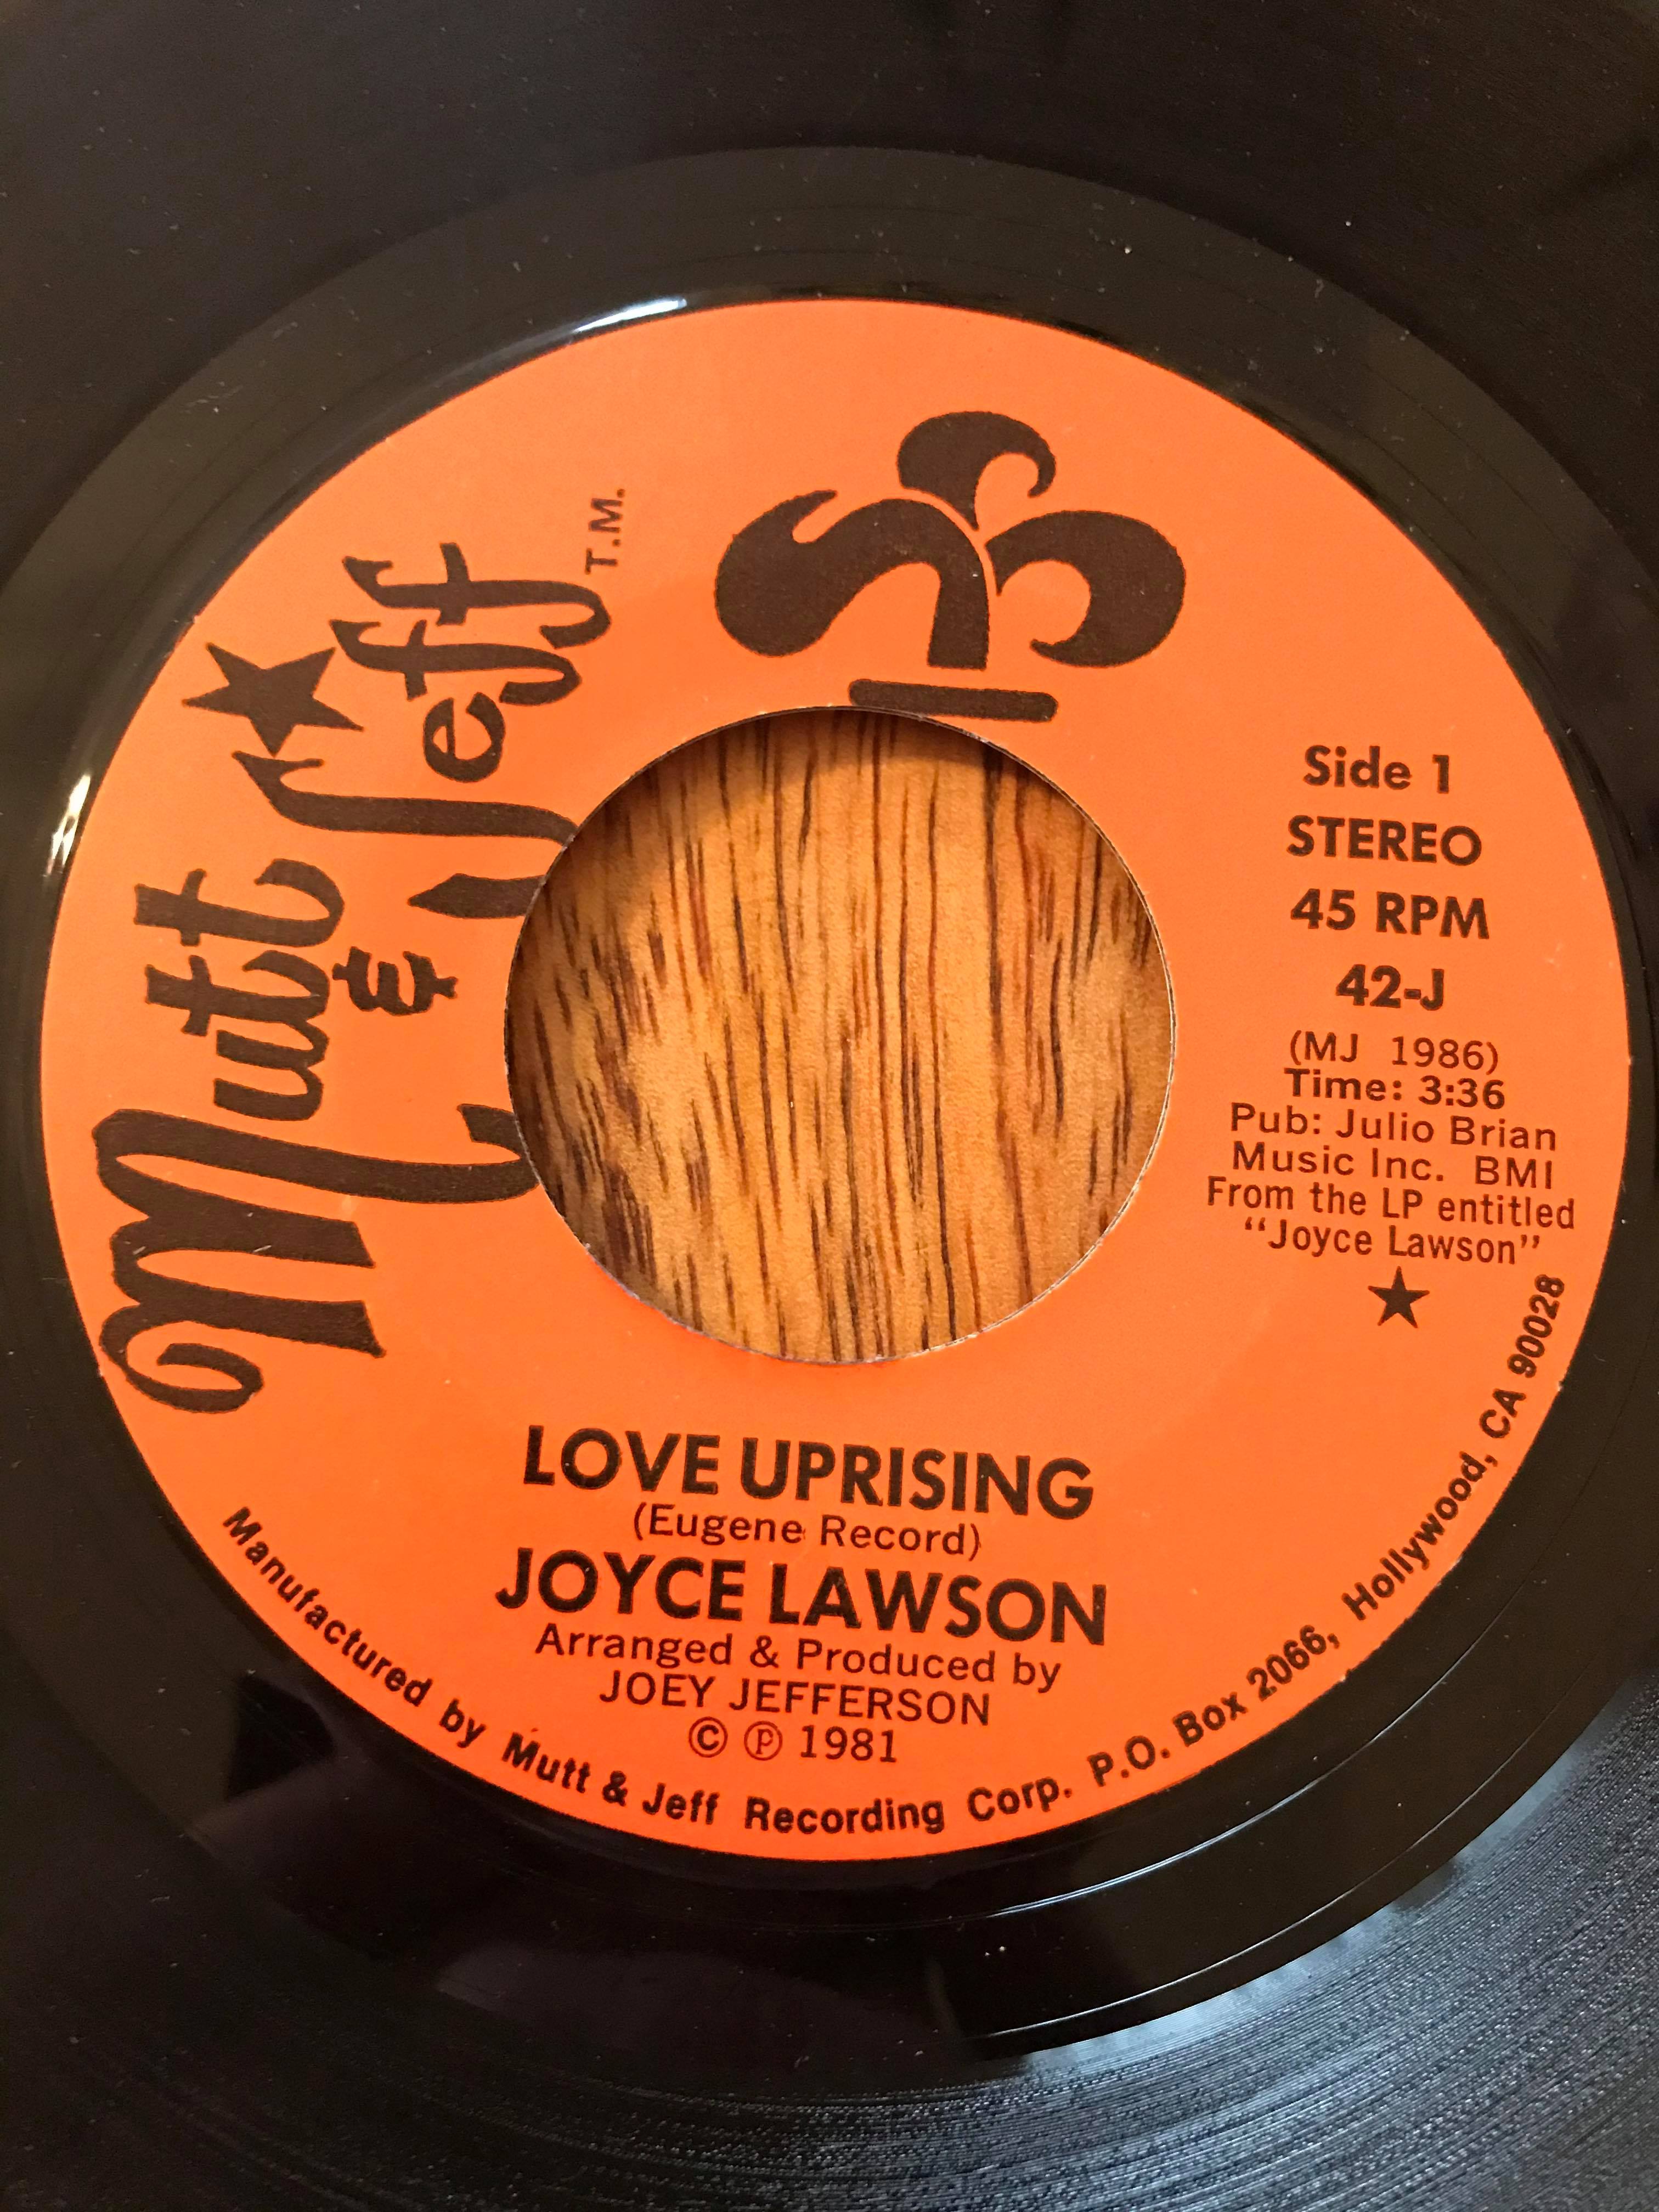 Mutt
&
Jeff
T.M.
Side 1
STEREO
45 RPM
42-J
(MJ 1986)
Time: 3:36
Pub: Julio Brian
Music Inc. BMI
From the LP entitled
“Joyce Lawson”
LOVE UPRISING
(Eugene Record)
JOYCE LAWSON
Arranged & Produced by
JOEY JEFFERSON
© ℗ 1981
Manufactured by Mutt & Jeff Recording Corp. P.O. Box 2066, Hollywood, CA 90028